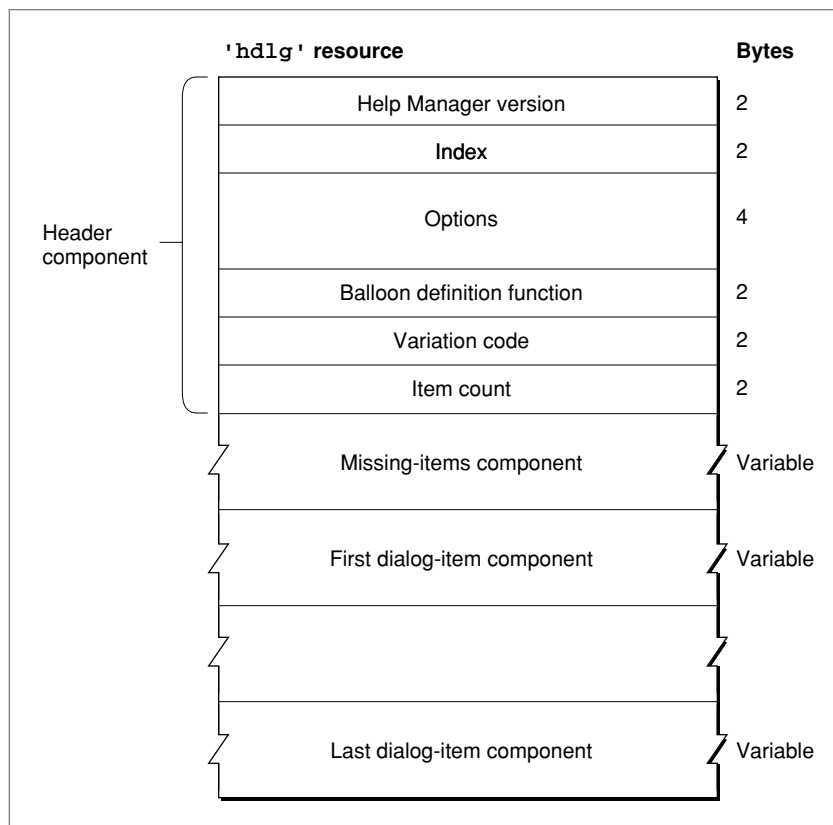 'hdlg' resource Bytes
Help Manager version 2
Index 2
Options 4
Header
component
Balloon definition function 2
Variation code 2
Item count 2
Missing-items component Variable
First dialog-item component Variable
Last dialog-item component Variable